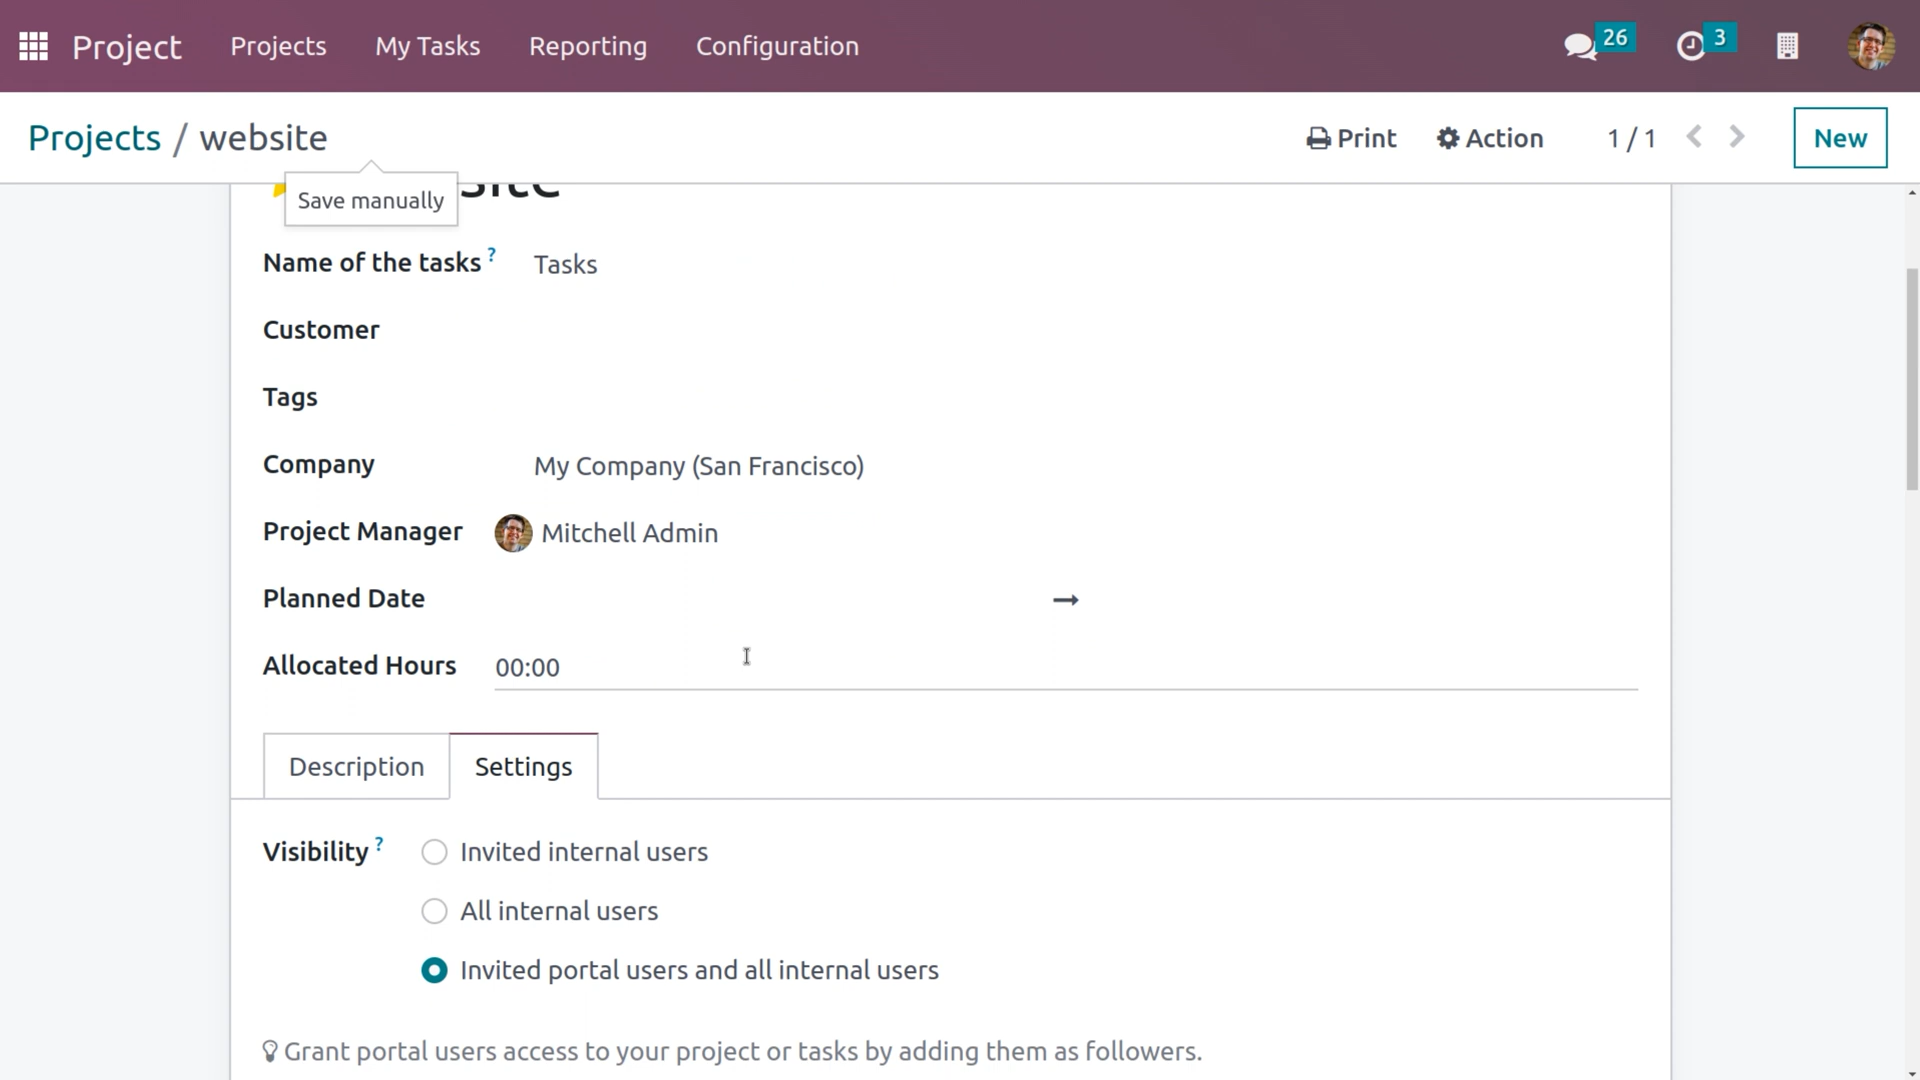 Project Projects My Tasks Reporting Configuration 26 3
Projects / website Print Action 1 / 1 New
Save manually
Name of the tasks ? Tasks
Customer
Tags
Company My Company (San Francisco)
Project Manager Mitchell Admin
Planned Date
Allocated Hours 00:00
Description Settings
Visibility ? Invited internal users
All internal users
Invited portal users and all internal users
Grant portal users access to your project or tasks by adding them as followers.